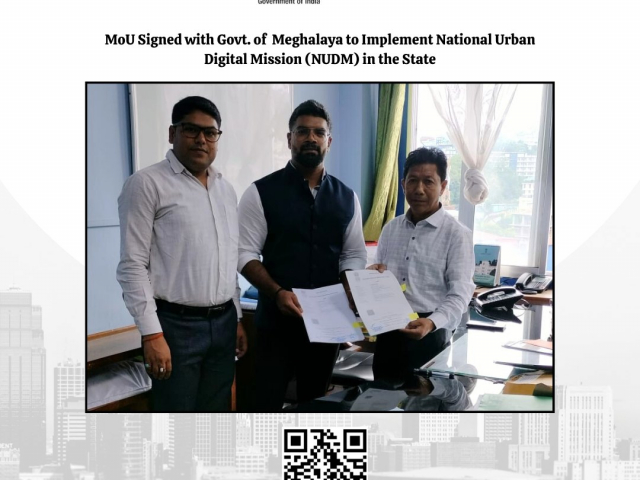 Government of India
MoU Signed with Govt. of Meghalaya to Implement National Urban
Digital Mission (NUDM) in the State